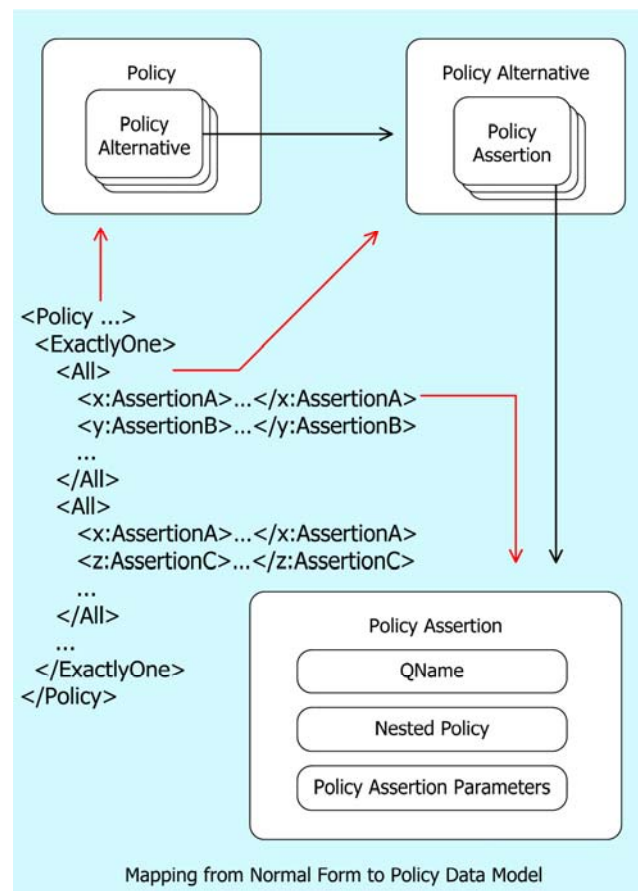 Policy
Policy
Alternative
Policy Alternative
Policy
Assertion
<Policy ...>
<ExactlyOne>
<All>
<x:AssertionA>...</x:AssertionA>
<y:AssertionB>...</y:AssertionB>
...
</All>
<All>
<x:AssertionA>...</x:AssertionA>
<z:AssertionC>...</z:AssertionC>
...
</All>
...
</ExactlyOne>
</Policy>
Policy Assertion
QName
Nested Policy
Policy Assertion Parameters
Mapping from Normal Form to Policy Data Model